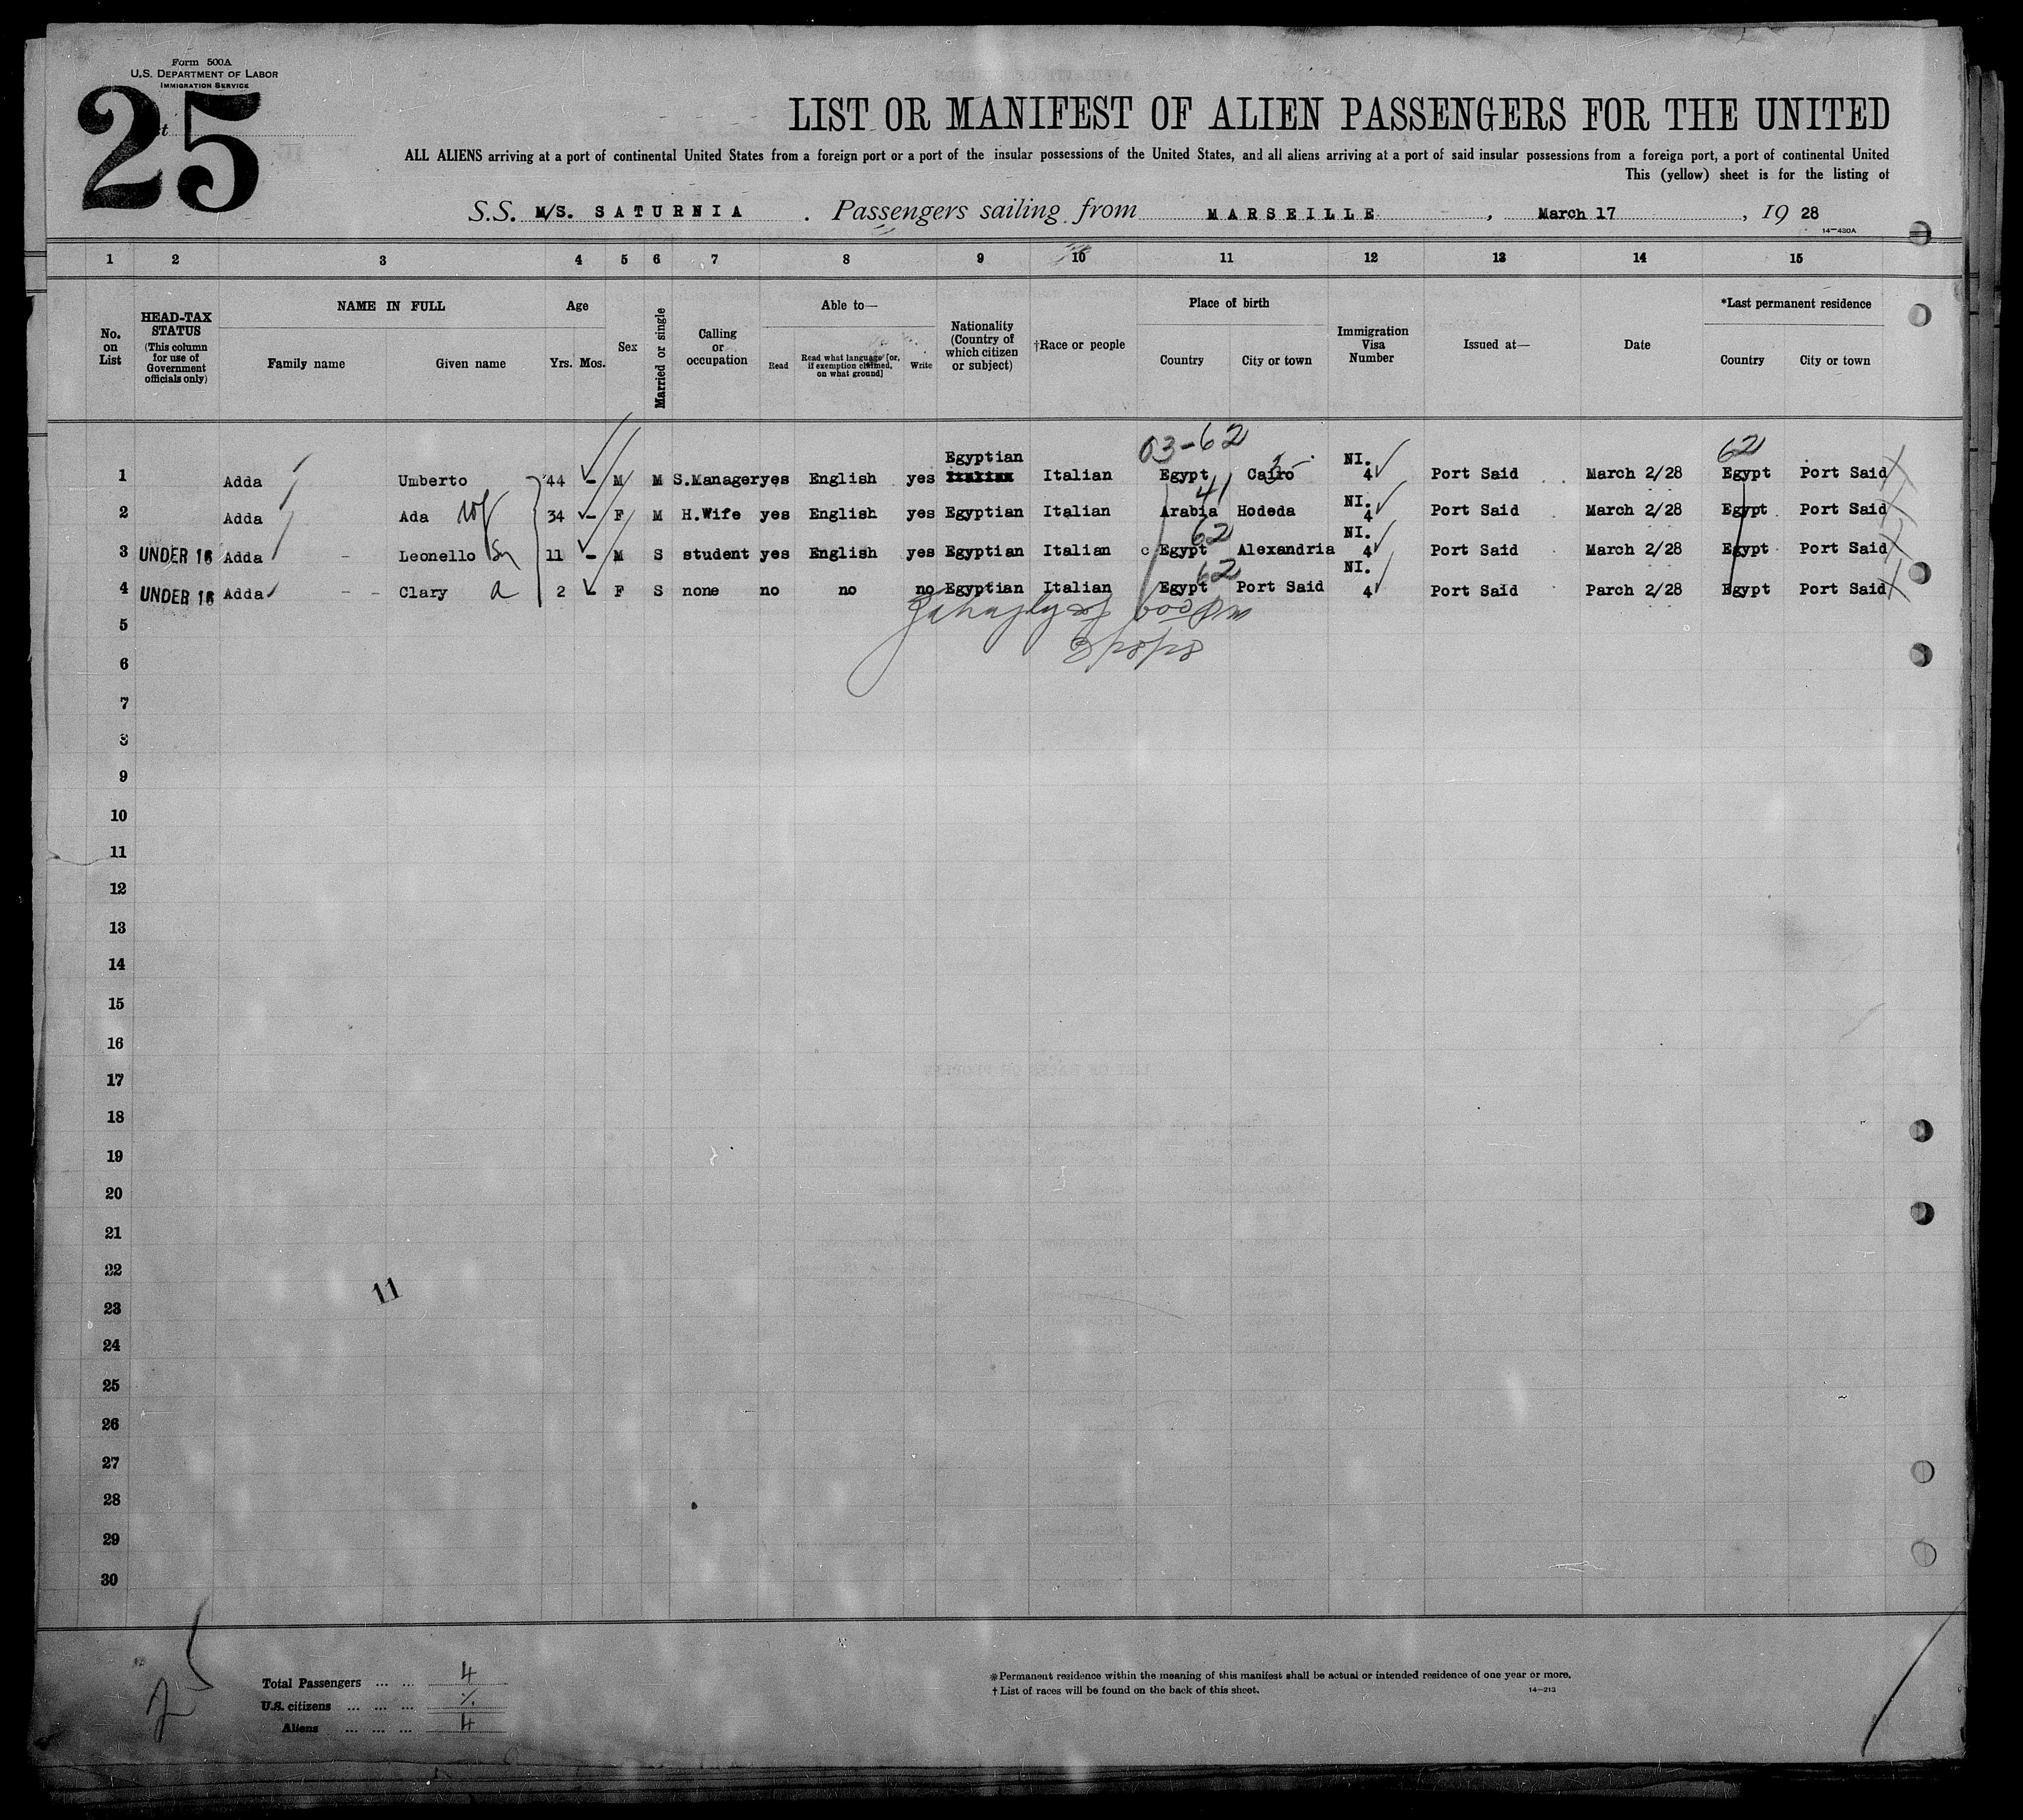 Form 500A
U.S. DEPARTMENT OF LABOR
IMMIGRATION SERVICE
25
LIST OR MANIFEST OF ALIEN PASSENGERS FOR THE UNITED
ALL ALIENS arriving at a port of continental United States from a foreign port or a port of the insular possessions of the United States, and all aliens arriving at a port of said insular possessions from a foreign port, a port of continental United
This (yellow) sheet is for the listing of
S.S. M/S. SATURNIA . Passengers sailing from MARSEILLE , March 17 , 19 28
14—430A
1 2 3 4 5 6 7 8 9 10 11 12 13 14 15
No. on List
HEAD-TAX STATUS (This column for use of Government officials only)
NAME IN FULL
Family name Given name
Age
Yrs. Mos.
Sex
Married or single
Calling or occupation
Able to—
Read Read what language [or, if exemption claimed, on what ground] Write
Nationality (Country of which citizen or subject)
†Race or people
Place of birth
Country City or town
Immigration Visa Number
Issued at—
Date
*Last permanent residence
Country City or town
03-62 62
1 Adda Umberto 44 - M M S.Manager yes English yes Egyptian Italian Italian Egypt Cairo NI. 4 Port Said March 2/28 Egypt Port Said
41
2 Adda Ada wf 34 - F M H.Wife yes English yes Egyptian Italian Arabia Hodeda NI. 4 Port Said March 2/28 Egypt Port Said
62
3 UNDER 16 Adda - Leonello Sn 11 - M S student yes English yes Egyptian Italian c Egypt Alexandria NI. 4 Port Said March 2/28 Egypt Port Said
62
4 UNDER 16 Adda - - Clary a 2 - F S none no no no Egyptian Italian Egypt Port Said NI. 4 Port Said Parch 2/28 Egypt Port Said
5
6
7
8
9
10
11
12
13
14
15
16
17
18
19
20
21
22
11
23
24
25
26
27
28
29
30
25
Total Passengers ... ... 4
U.S. citizens ... ... ... ·/.
Aliens ... ... ... 4
*Permanent residence within the meaning of this manifest shall be actual or intended residence of one year or more.
†List of races will be found on the back of this sheet.
14—213